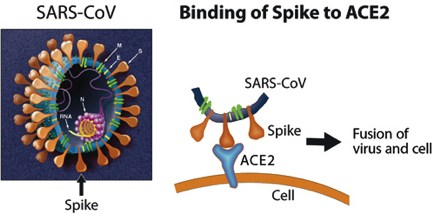 SARS-CoV
M
E
S
N
RNA
Spike
Binding of Spike to ACE2
SARS-CoV
Spike
ACE2
Cell
Fusion of
virus and cell